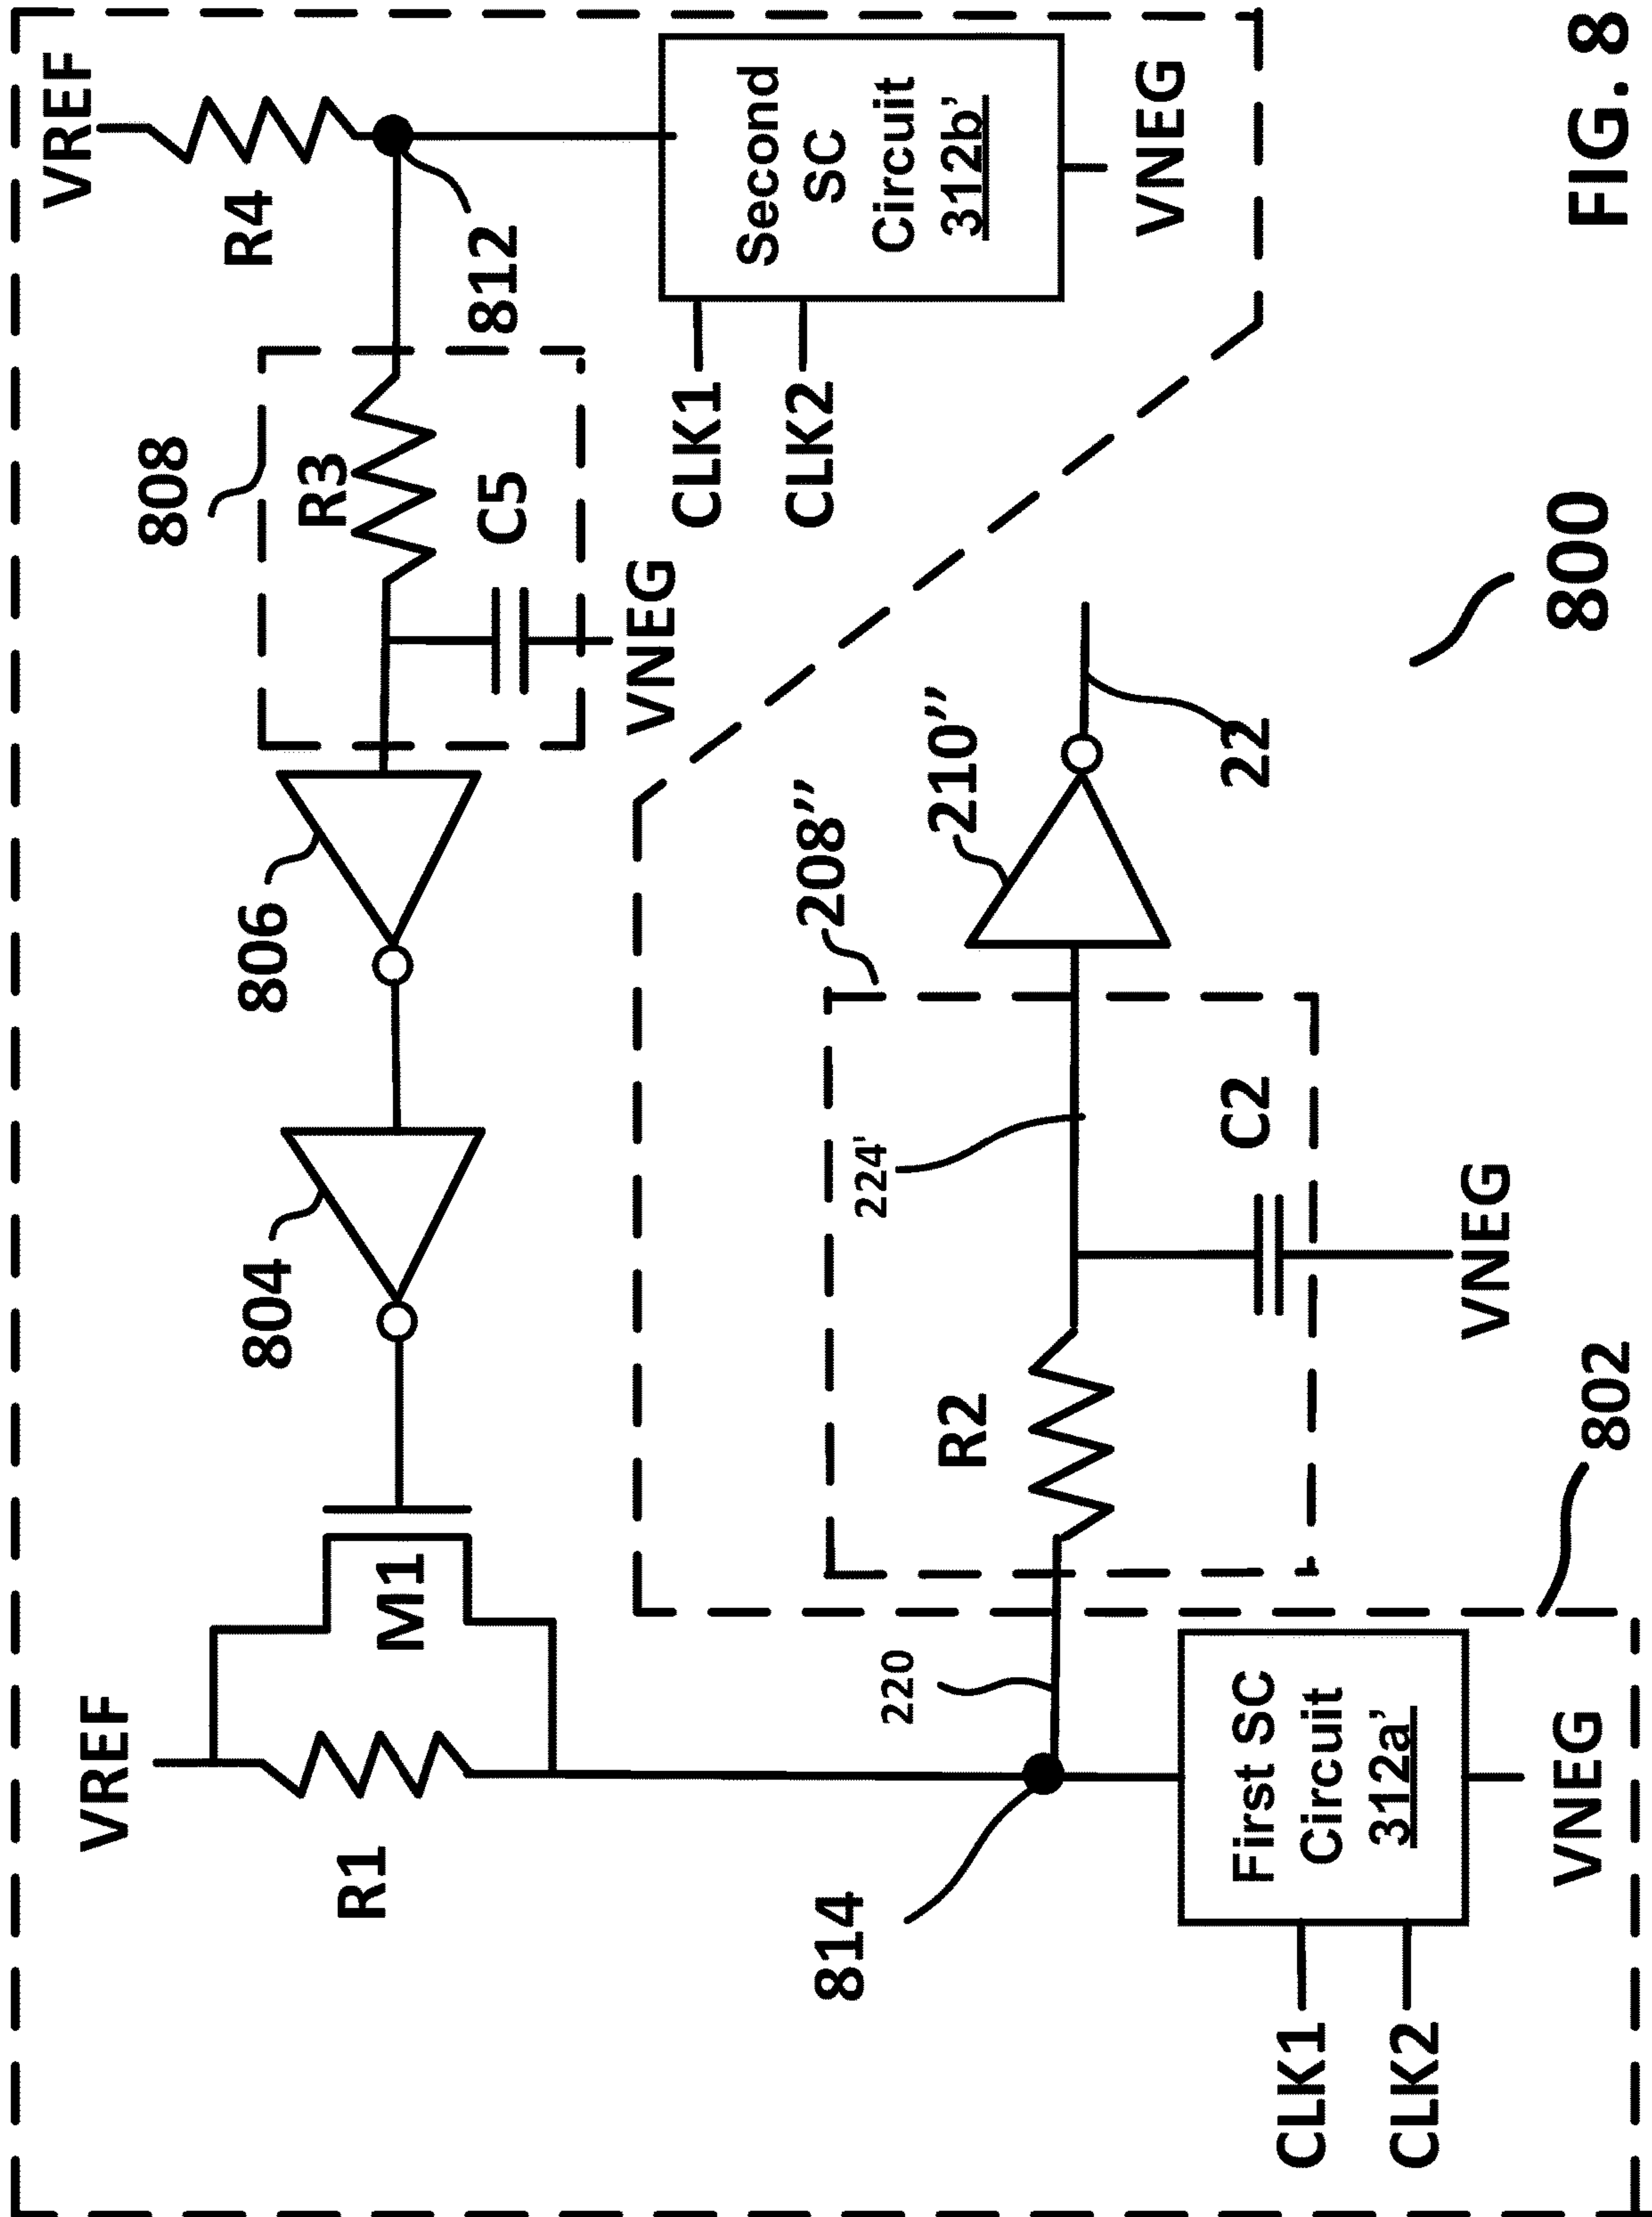 VREF
R1
M1
804
806
808
R3
C5
VNEG
R4
VREF
812
Second
SC
Circuit
312b’
CLK1
CLK2
VNEG
814
220
R2
224'
C2
VNEG
208’’
210’’
22
First SC
Circuit
312a’
CLK1
CLK2
VNEG
802
800
FIG. 8